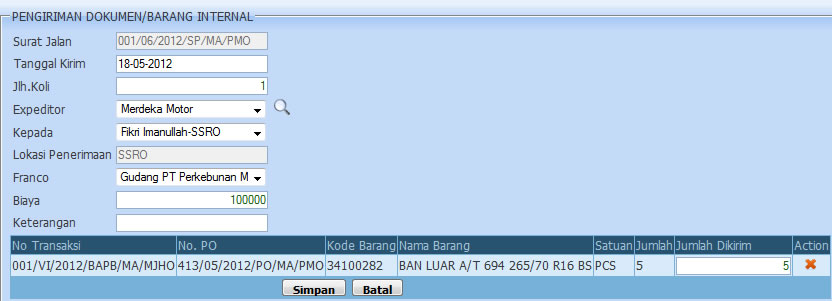 PENGIRIMAN DOKUMEN/BARANG INTERNAL
Surat Jalan 001/06/2012/SP/MA/PMO
Tanggal Kirim 18-05-2012
Jlh.Koli 1
Expeditor Merdeka Motor
Kepada Fikri Imanullah-SSRO
Lokasi Penerimaan SSRO
Franco Gudang PT Perkebunan M
Biaya 100000
Keterangan
No Transaksi No. PO Kode Barang Nama Barang Satuan Jumlah Jumlah Dikirim Action
001/VI/2012/BAPB/MA/MJHO 413/05/2012/PO/MA/PMO 34100282 BAN LUAR A/T 694 265/70 R16 BS PCS 5 5
Simpan Batal